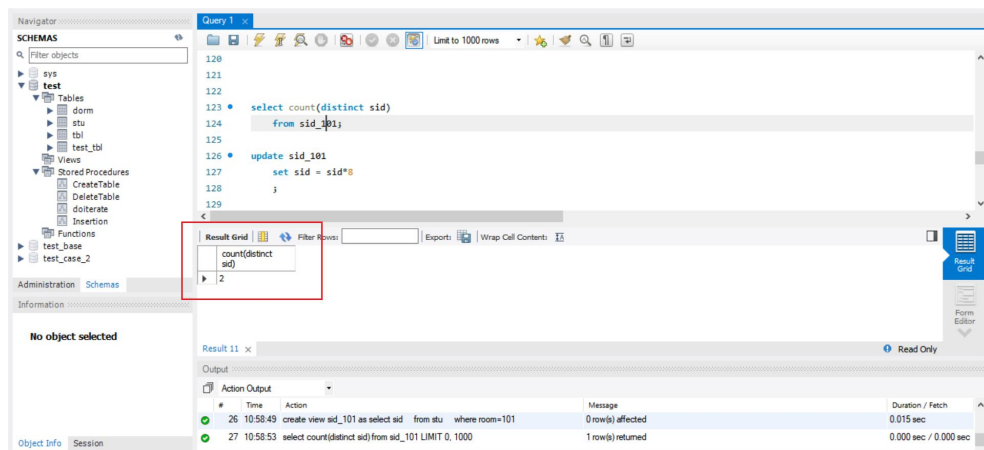 Navigator
SCHEMAS
Filter objects
sys
test
Tables
dorm
stu
tbl
test_tbl
Views
Stored Procedures
CreateTable
DeleteTable
doiterate
Insertion
Functions
test_base
test_case_2
Administration Schemas
Information
No object selected
Object Info Session
Query 1
Limit to 1000 rows
120
121
122
123 select count(distinct sid)
124 from sid_101;
125
126 update sid_101
127 set sid = sid*8
128 ;
129
Result Grid Filter Rows: Export: Wrap Cell Content:
count(distinct
sid)
2
Result
Grid
Form
Editor
Result 11 Read Only
Output
Action Output
# Time Action Message Duration / Fetch
26 10:58:49 create view sid_101 as select sid from stu where room=101 0 row(s) affected 0.015 sec
27 10:58:53 select count(distinct sid) from sid_101 LIMIT 0, 1000 1 row(s) returned 0.000 sec / 0.000 sec